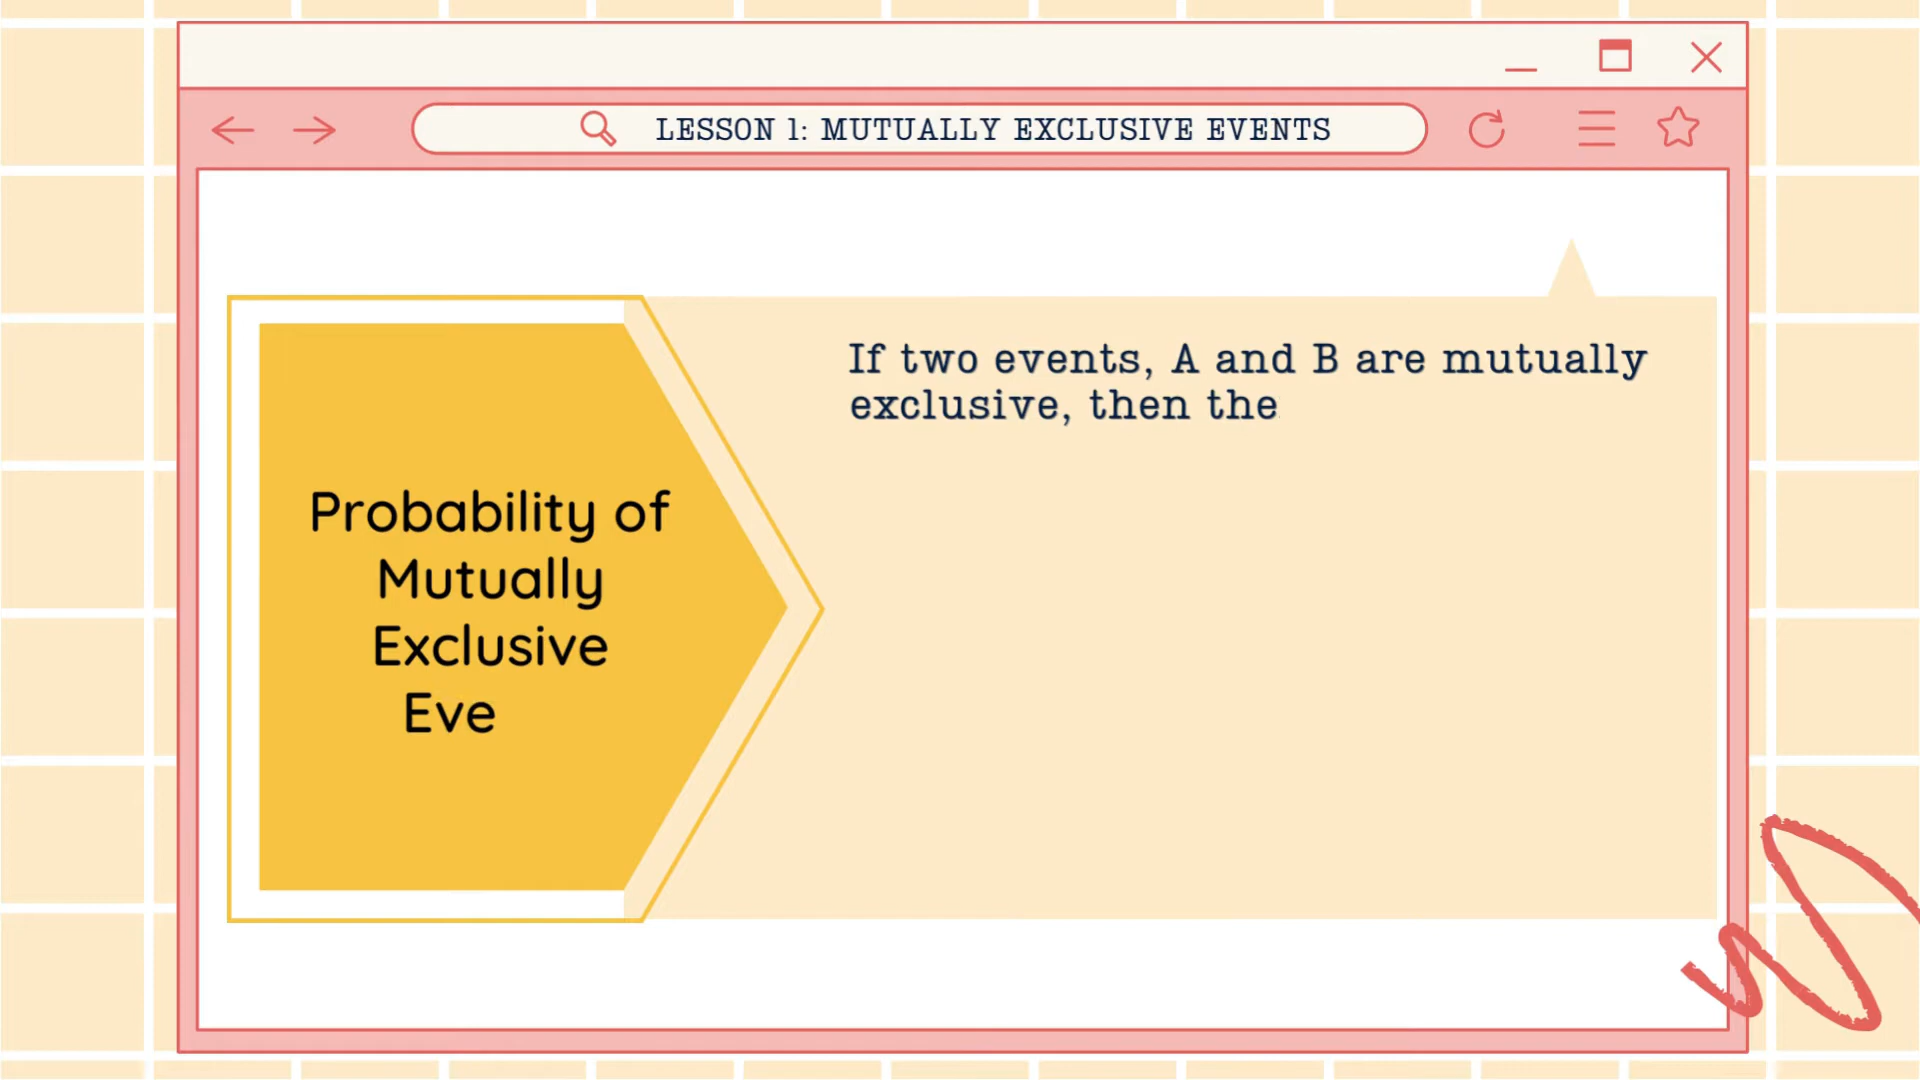 LESSON 1: MUTUALLY EXCLUSIVE EVENTS
Probability of
Mutually
Exclusive
Eve
If two events, A and B are mutually
exclusive, then the